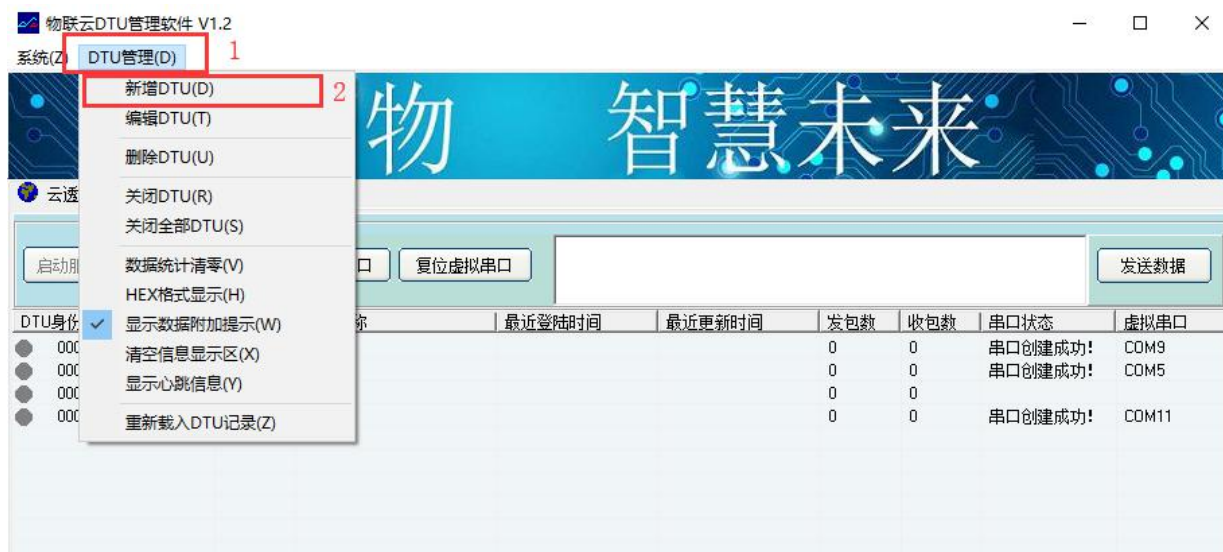 物联云DTU管理软件 V1.2
系统(Z) DTU管理(D) 1
新增DTU(D) 2
物 智慧未来
编辑DTU(T)
删除DTU(U)
云透
关闭DTU(R)
关闭全部DTU(S)
启动 口 复位虚拟串口 发送数据
数据统计清零(V)
HEX格式显示(H)
DTU身份 称 最近登陆时间 最近更新时间 发包数 收包数 串口状态 虚拟串口
显示数据附加提示(W)
000 0 0 串口创建成功! COM9
清空信息显示区(X)
000 0 0 串口创建成功! COM5
显示心跳信息(Y)
000 0 0
000 0 0 串口创建成功! COM11
重新载入DTU记录(Z)